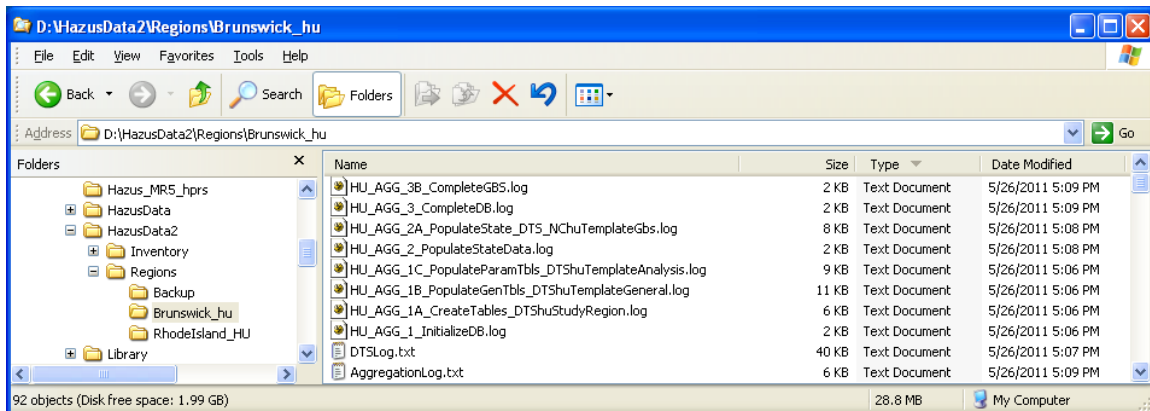 D:\HazusData2\Regions\Brunswick_hu
File Edit View Favorites Tools Help
Back Search Folders
Address D:\HazusData2\Regions\Brunswick_hu Go
Folders x Name Size Type Date Modified
Hazus_MR5_hprs
HazusData
HazusData2
Inventory
Regions
Backup
Brunswick_hu
RhodeIsland_HU
Library
HU_AGG_3B_CompleteGBS.log 2 KB Text Document 5/26/2011 5:09 PM
HU_AGG_3_CompleteDB.log 2 KB Text Document 5/26/2011 5:09 PM
HU_AGG_2A_PopulateState_DTS_NChuTemplateGbs.log 8 KB Text Document 5/26/2011 5:08 PM
HU_AGG_2_PopulateStateData.log 2 KB Text Document 5/26/2011 5:08 PM
HU_AGG_1C_PopulateParamTbls_DTShuTemplateAnalysis.log 9 KB Text Document 5/26/2011 5:06 PM
HU_AGG_1B_PopulateGenTbls_DTShuTemplateGeneral.log 11 KB Text Document 5/26/2011 5:06 PM
HU_AGG_1A_CreateTables_DTShuStudyRegion.log 6 KB Text Document 5/26/2011 5:06 PM
HU_AGG_1_InitializeDB.log 2 KB Text Document 5/26/2011 5:06 PM
DTSLog.txt 40 KB Text Document 5/26/2011 5:07 PM
AggregationLog.txt 6 KB Text Document 5/26/2011 5:09 PM
92 objects (Disk free space: 1.99 GB) 28.8 MB My Computer